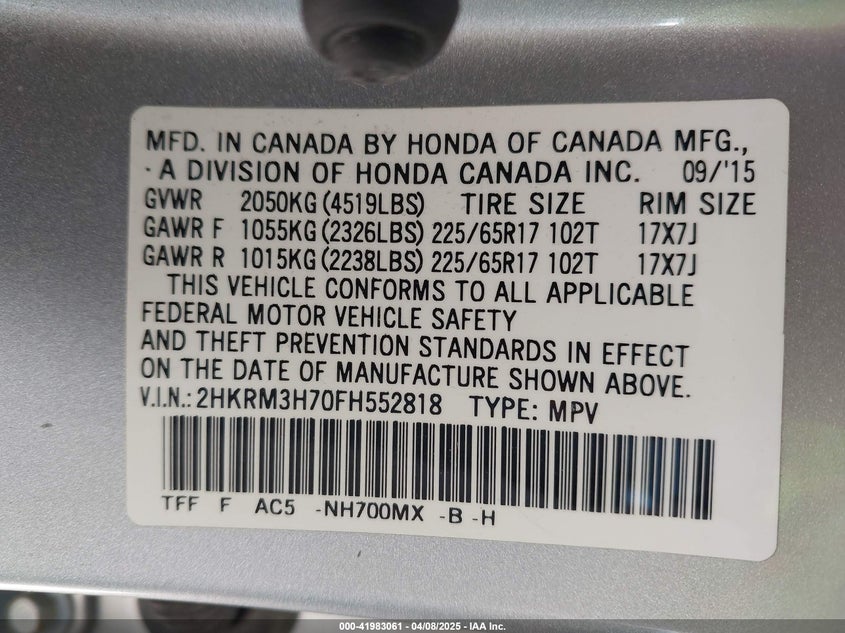 MFD. IN CANADA BY HONDA OF CANADA MFG.,
A DIVISION OF HONDA CANADA INC. 09/'15
GVWR 2050KG (4519LBS) TIRE SIZE RIM SIZE
GAWR F 1055KG (2326LBS) 225/65R17 102T 17X7J
GAWR R 1015KG (2238LBS) 225/65R17 102T 17X7J
THIS VEHICLE CONFORMS TO ALL APPLICABLE
FEDERAL MOTOR VEHICLE SAFETY
AND THEFT PREVENTION STANDARDS IN EFFECT
ON THE DATE OF MANUFACTURE SHOWN ABOVE.
V.I.N.: 2HKRM3H70FH552818 TYPE: MPV
TFF F AC5 -NH700MX -B -H
000-41983061 | 04/08/2025 - IAA Inc.